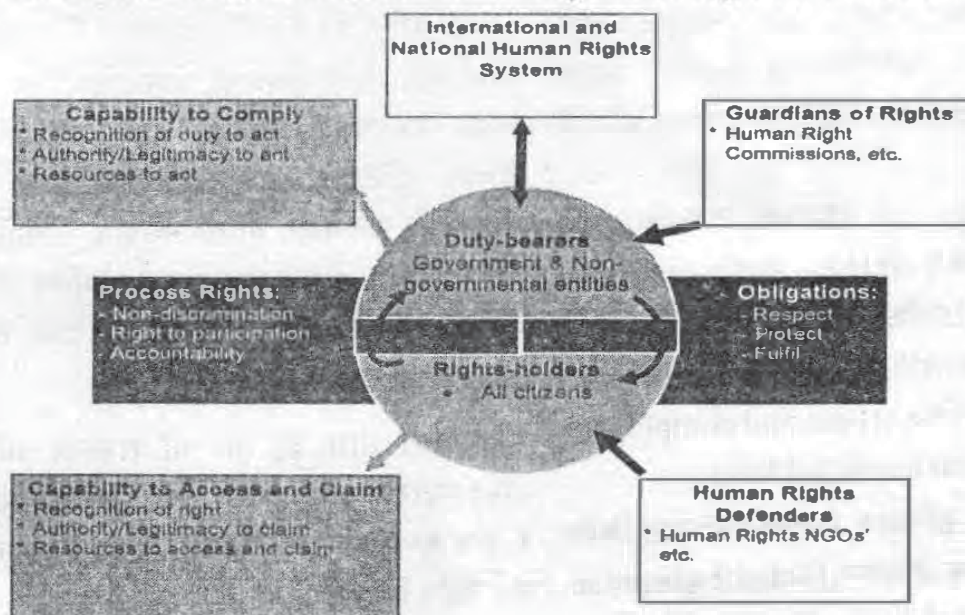 International and
National Human Rights
System
Capability to Comply
* Recognition of duty to act
* Authority/Legitimacy to act
* Resources to act
Guardians of Rights
* Human Right
Commissions, etc.
Duty-bearers
Government & Non-
governmental entities
Process Rights:
- Non-discrimination
- Right to participation
- Accountability
Obligations:
- Respect
- Protect
- Fulfil
Rights-holders
• All citizens
Capability to Access and Claim
* Recognition of right
* Authority/Legitimacy to claim
* Resources to access and claim
Human Rights
Defenders
* Human Rights NGOs'
etc.